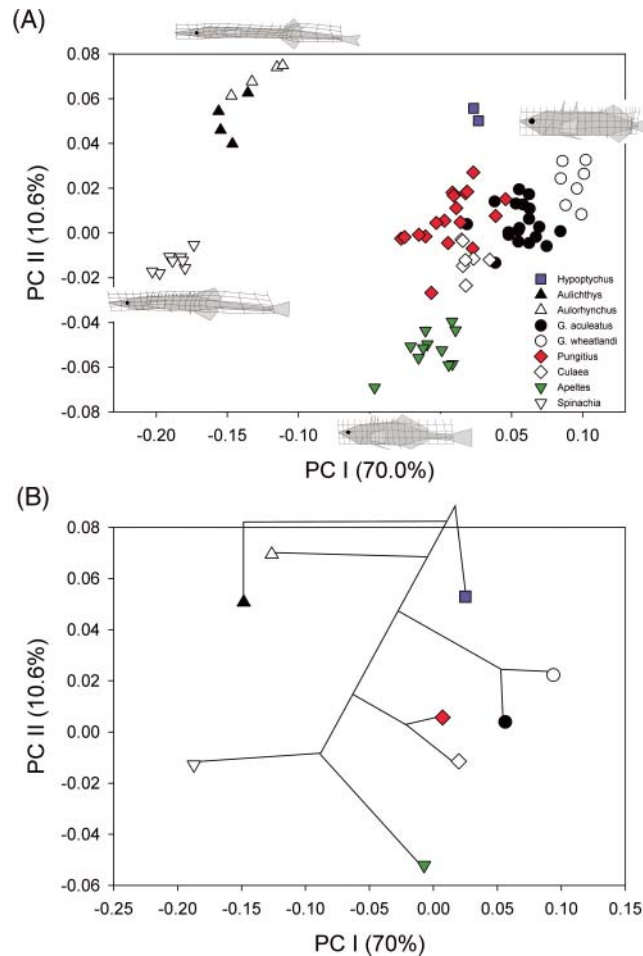 (A)
0.08
0.06
0.04
0.02
0.00
-0.02
-0.04
-0.06
-0.08
PC II (10.6%)
Hypoptychus
Aulichthys
Aulorhynchus
G. aculeatus
G. wheatlandi
Pungitius
Culaea
Apeltes
Spinachia
-0.20 -0.15 -0.10 0.05 0.10
PC I (70.0%)
(B)
0.08
0.06
0.04
0.02
0.00
-0.02
-0.04
-0.06
PC II (10.6%)
-0.25 -0.20 -0.15 -0.10 -0.05 0.00 0.05 0.10 0.15
PC I (70%)